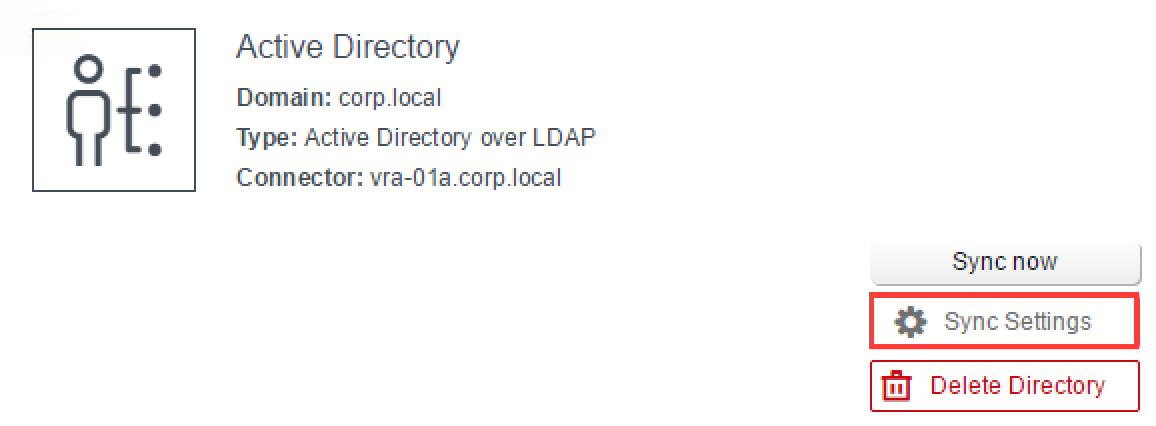 Active Directory
Domain: corp.local
Type: Active Directory over LDAP
Connector: vra-01a.corp.local
Sync now
Sync Settings
Delete Directory